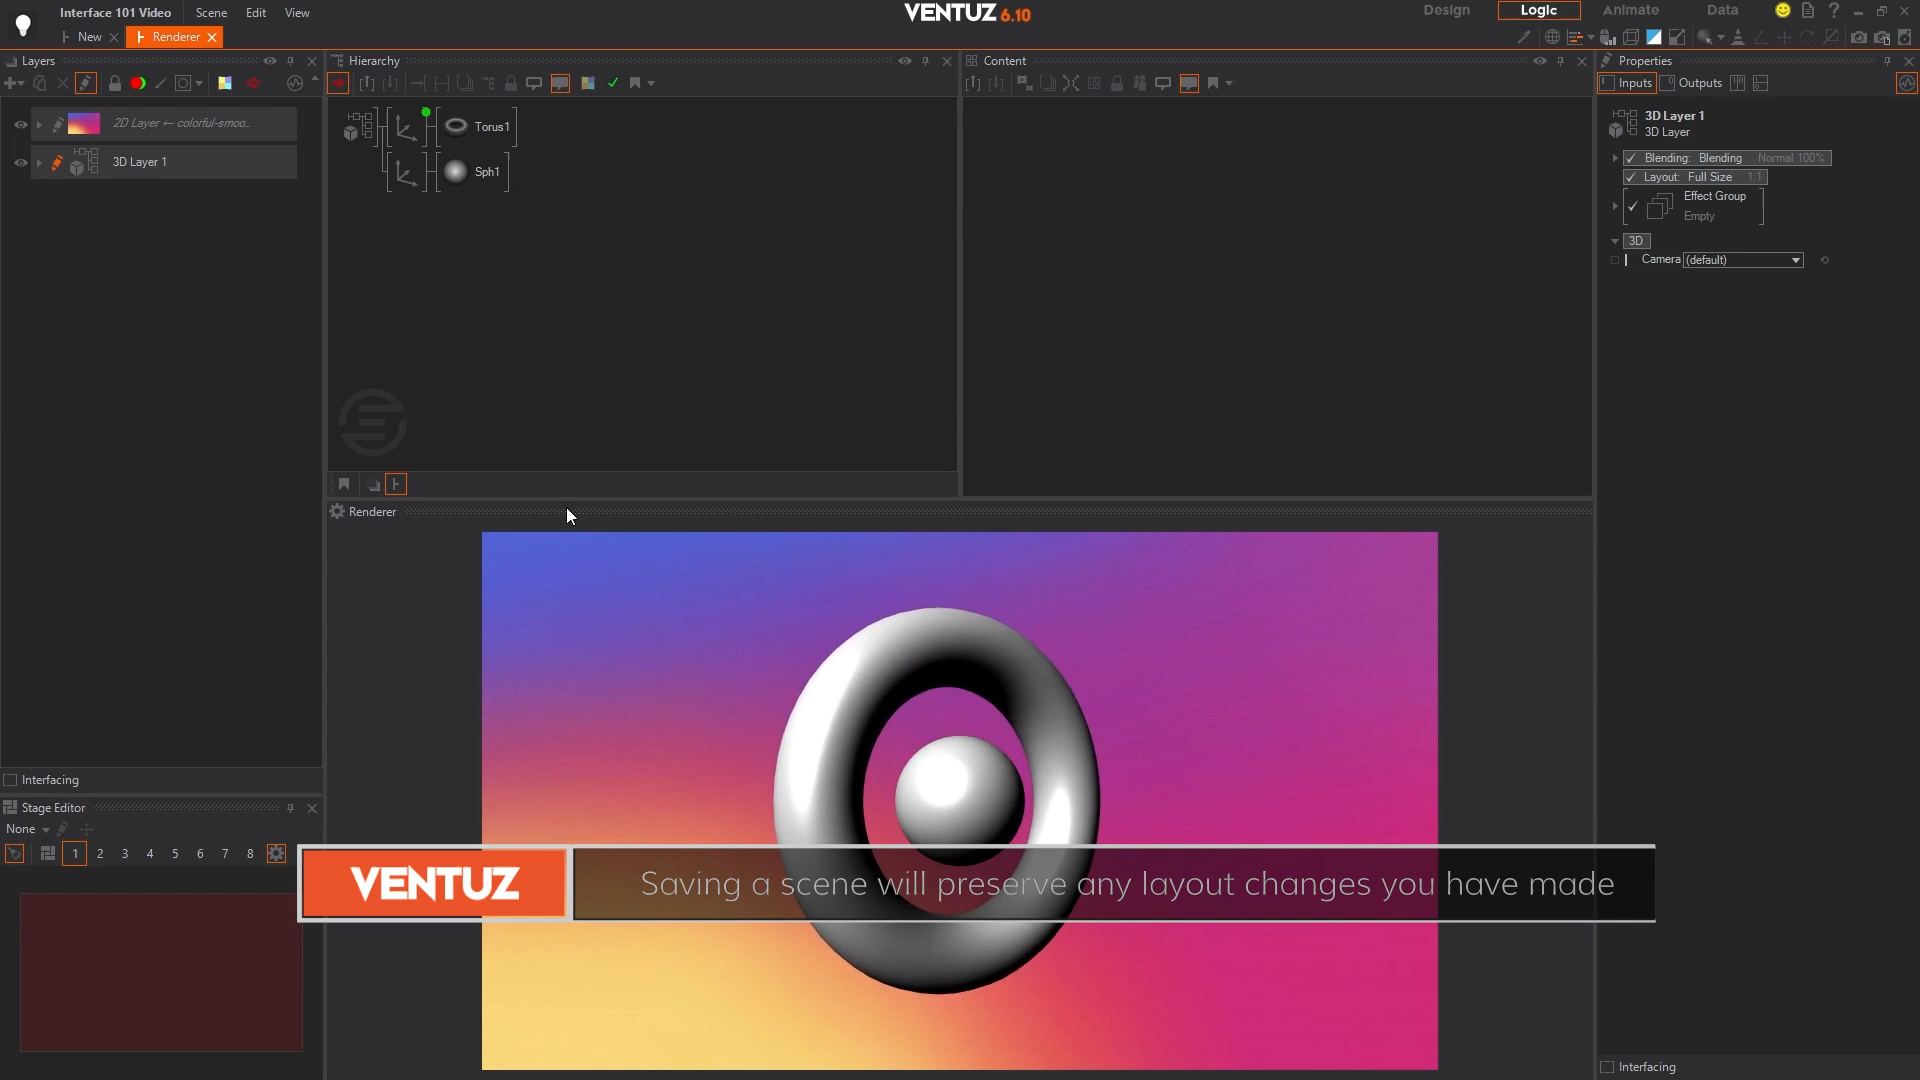 Interface 101 Video Scene Edit View
VENTUZ 6.10
Design Logic Animate Data
New Renderer
Layers
Hierarchy
Content
Properties
Inputs Outputs
2D Layer ← colorful-smoo...
3D Layer 1
Torus1
Sph1
3D Layer 1
3D Layer
Blending: Blending Normal 100%
Layout: Full Size 1:1
Effect Group
Empty
3D
Camera (default)
Renderer
Interfacing
Stage Editor
None
1 2 3 4 5 6 7 8
VENTUZ Saving a scene will preserve any layout changes you have made
Interfacing